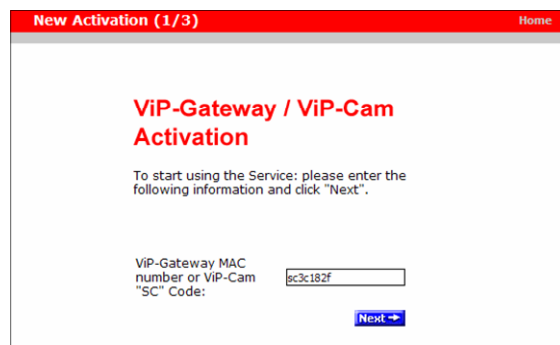 New Activation (1/3) Home
ViP-Gateway / ViP-Cam
Activation
To start using the Service: please enter the
following information and click "Next".
ViP-Gateway MAC
number or ViP-Cam
"SC" Code:
sc3c182f
Next